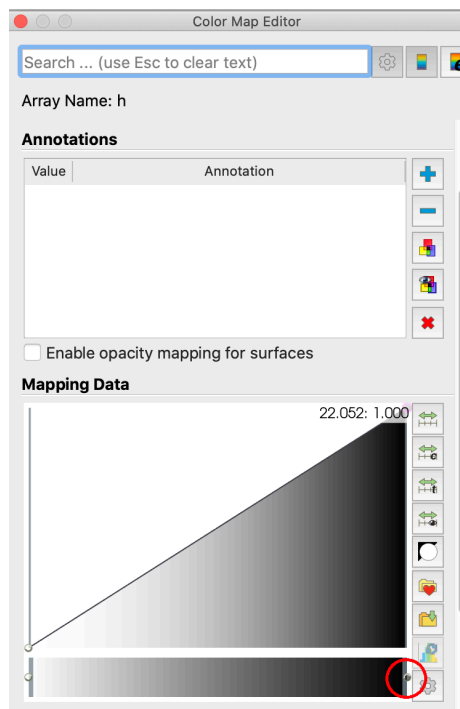 Color Map Editor
Search ... (use Esc to clear text)
Array Name: h
Annotations
Value Annotation
Enable opacity mapping for surfaces
Mapping Data
22.052: 1.000